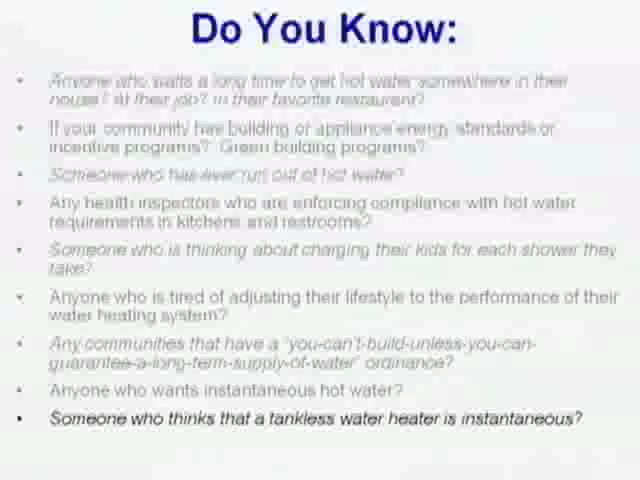 Do You Know:
• Anyone who waits a long time to get hot water somewhere in their
house? At their job? In their favorite restaurant?
• If your community has building or appliance energy standards or
incentive programs? Green building programs?
• Someone who has ever run out of hot water?
• Any health inspectors who are enforcing compliance with hot water
requirements in kitchens and restrooms?
• Someone who is thinking about charging their kids for each shower they
take?
• Anyone who is tired of adjusting their lifestyle to the performance of their
water heating system?
• Any communities that have a "you-can't-build-unless-you-can-
guarantee-a-long-term-supply-of-water" ordinance?
• Anyone who wants instantaneous hot water?
• Someone who thinks that a tankless water heater is instantaneous?